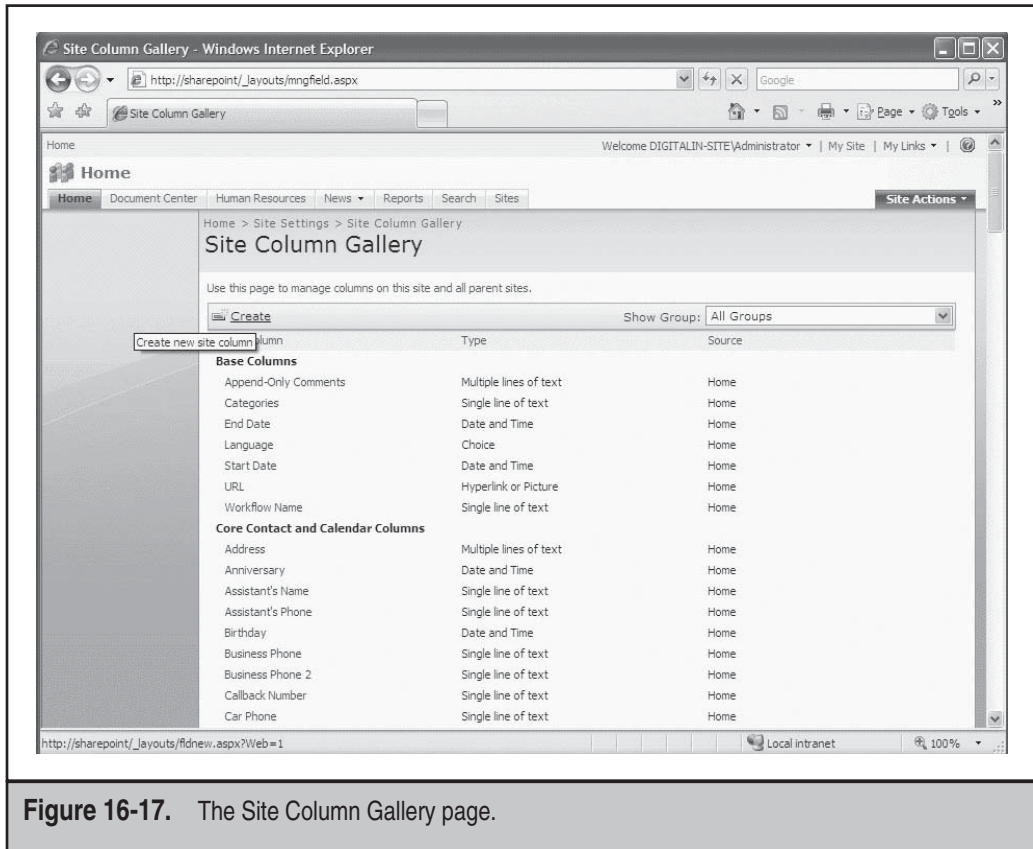 Site Column Gallery - Windows Internet Explorer
http://sharepoint/_layouts/mngfield.aspx
Google
Site Column Gallery
Page
Tools
»
Home
Welcome DIGITALIN-SITE\Administrator | My Site | My Links |
Home
Home Document Center Human Resources News Reports Search Sites Site Actions
Home > Site Settings > Site Column Gallery
Site Column Gallery
Use this page to manage columns on this site and all parent sites.
Create Show Group: All Groups
Create new site column
lumn Type Source
Base Columns
Append-Only Comments Multiple lines of text Home
Categories Single line of text Home
End Date Date and Time Home
Language Choice Home
Start Date Date and Time Home
URL Hyperlink or Picture Home
Workflow Name Single line of text Home
Core Contact and Calendar Columns
Address Multiple lines of text Home
Anniversary Date and Time Home
Assistant's Name Single line of text Home
Assistant's Phone Single line of text Home
Birthday Date and Time Home
Business Phone Single line of text Home
Business Phone 2 Single line of text Home
Callback Number Single line of text Home
Car Phone Single line of text Home
http://sharepoint/_layouts/fldnew.aspx?Web=1 Local intranet 100%
Figure 16-17. The Site Column Gallery page.